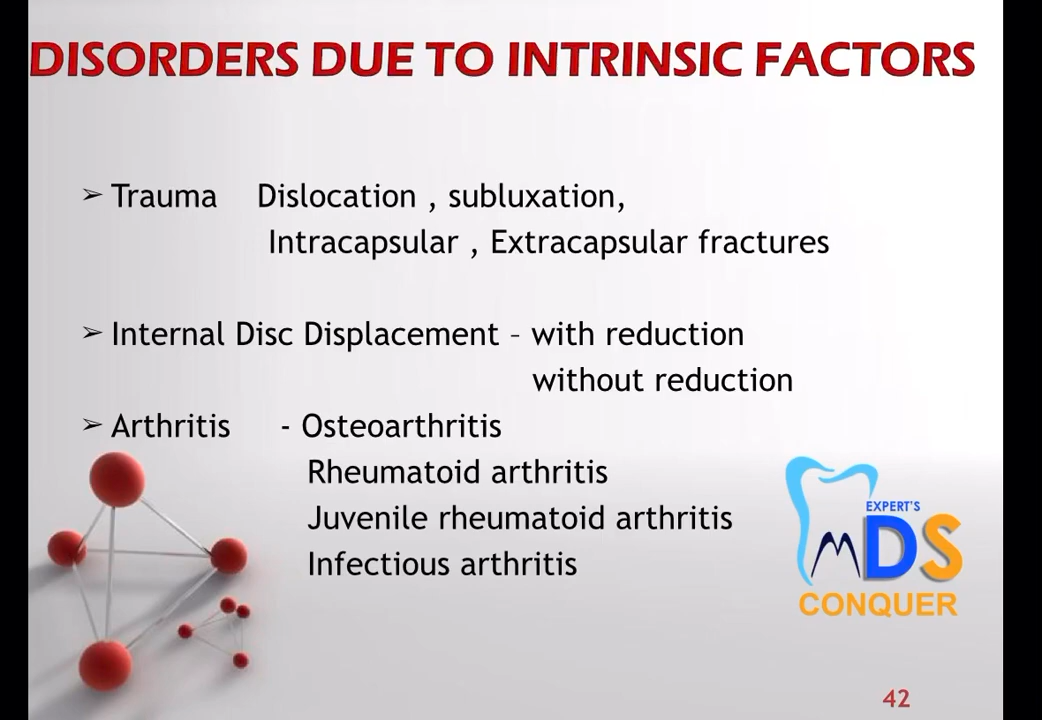 DISORDERS DUE TO INTRINSIC FACTORS
➢ Trauma Dislocation , subluxation,
Intracapsular , Extracapsular fractures
➢ Internal Disc Displacement – with reduction
without reduction
➢ Arthritis - Osteoarthritis
Rheumatoid arthritis
Juvenile rheumatoid arthritis
Infectious arthritis
EXPERT'S
MDS
CONQUER
42